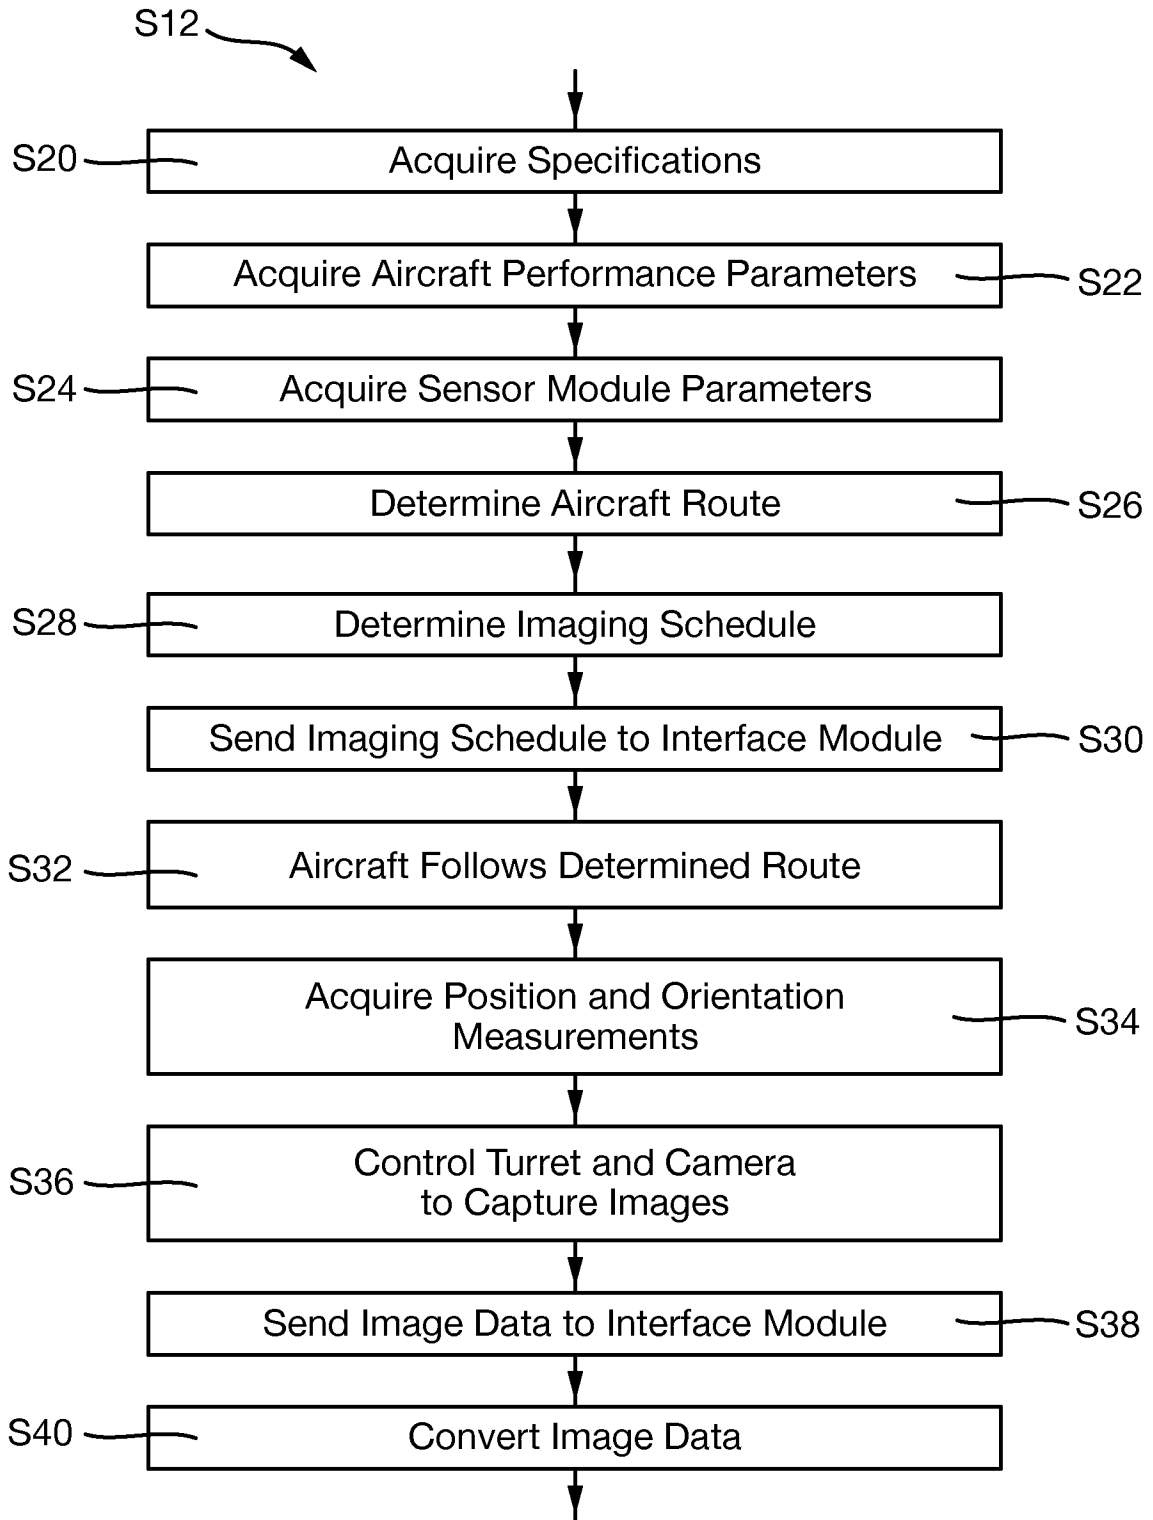 S12
S20
Acquire Specifications
Acquire Aircraft Performance Parameters
S22
S24
Acquire Sensor Module Parameters
Determine Aircraft Route
S26
S28
Determine Imaging Schedule
Send Imaging Schedule to Interface Module
S30
S32
Aircraft Follows Determined Route
Acquire Position and Orientation
Measurements
S34
S36
Control Turret and Camera
to Capture Images
Send Image Data to Interface Module
S38
S40
Convert Image Data